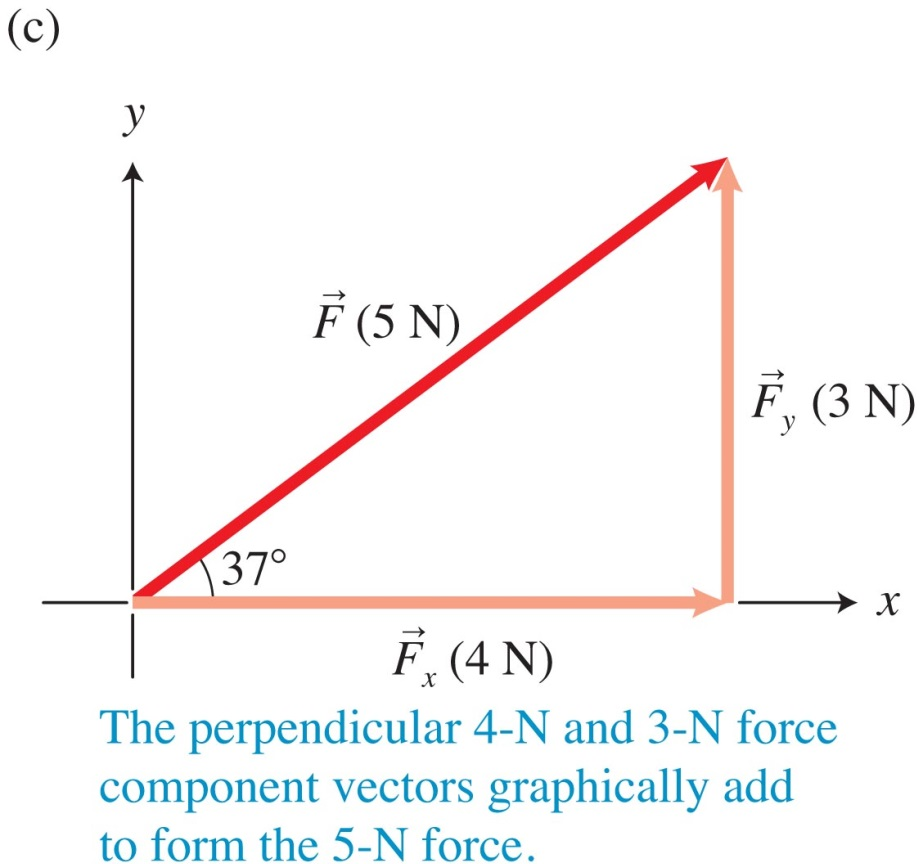 (c)
y
F⃗ (5 N)
F⃗y (3 N)
37°
x
F⃗x (4 N)
The perpendicular 4-N and 3-N force
component vectors graphically add
to form the 5-N force.